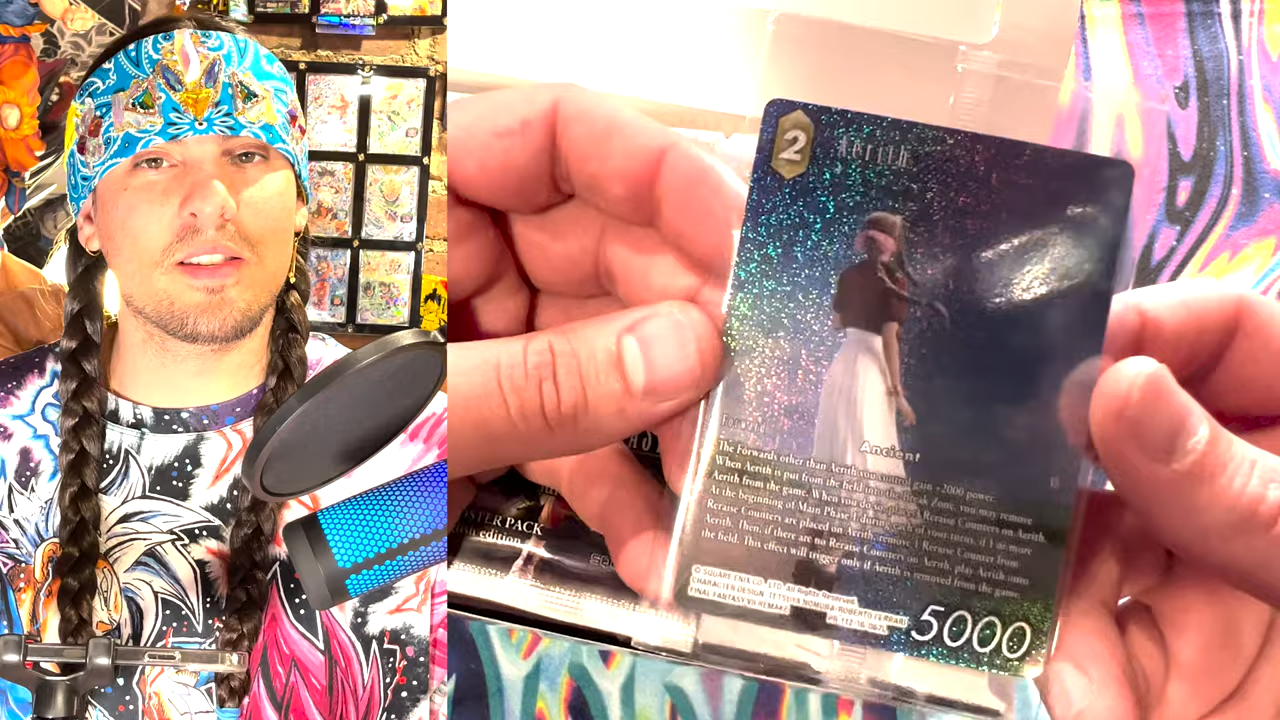 2
Aerith
Forward
Ancient
The Forwards other than Aerith you control gain +2000 power.
When Aerith is put from the field into the Break Zone, you may remove
Aerith from the game. When you do so, place 3 Reraise Counters on Aerith.
At the beginning of Main Phase 1 during each of your turns, if 1 or more
Reraise Counters are placed on Aerith, remove 1 Reraise Counter from
Aerith. Then, if there are no Reraise Counters on Aerith, play Aerith onto
the field. This effect will trigger only if Aerith is removed from the game.
© SQUARE ENIX CO., LTD. All Rights Reserved.
CHARACTER DESIGN: TETSUYA NOMURA・ROBERTO FERRARI
FINAL FANTASY VII REMAKE
5000
PACK
edition